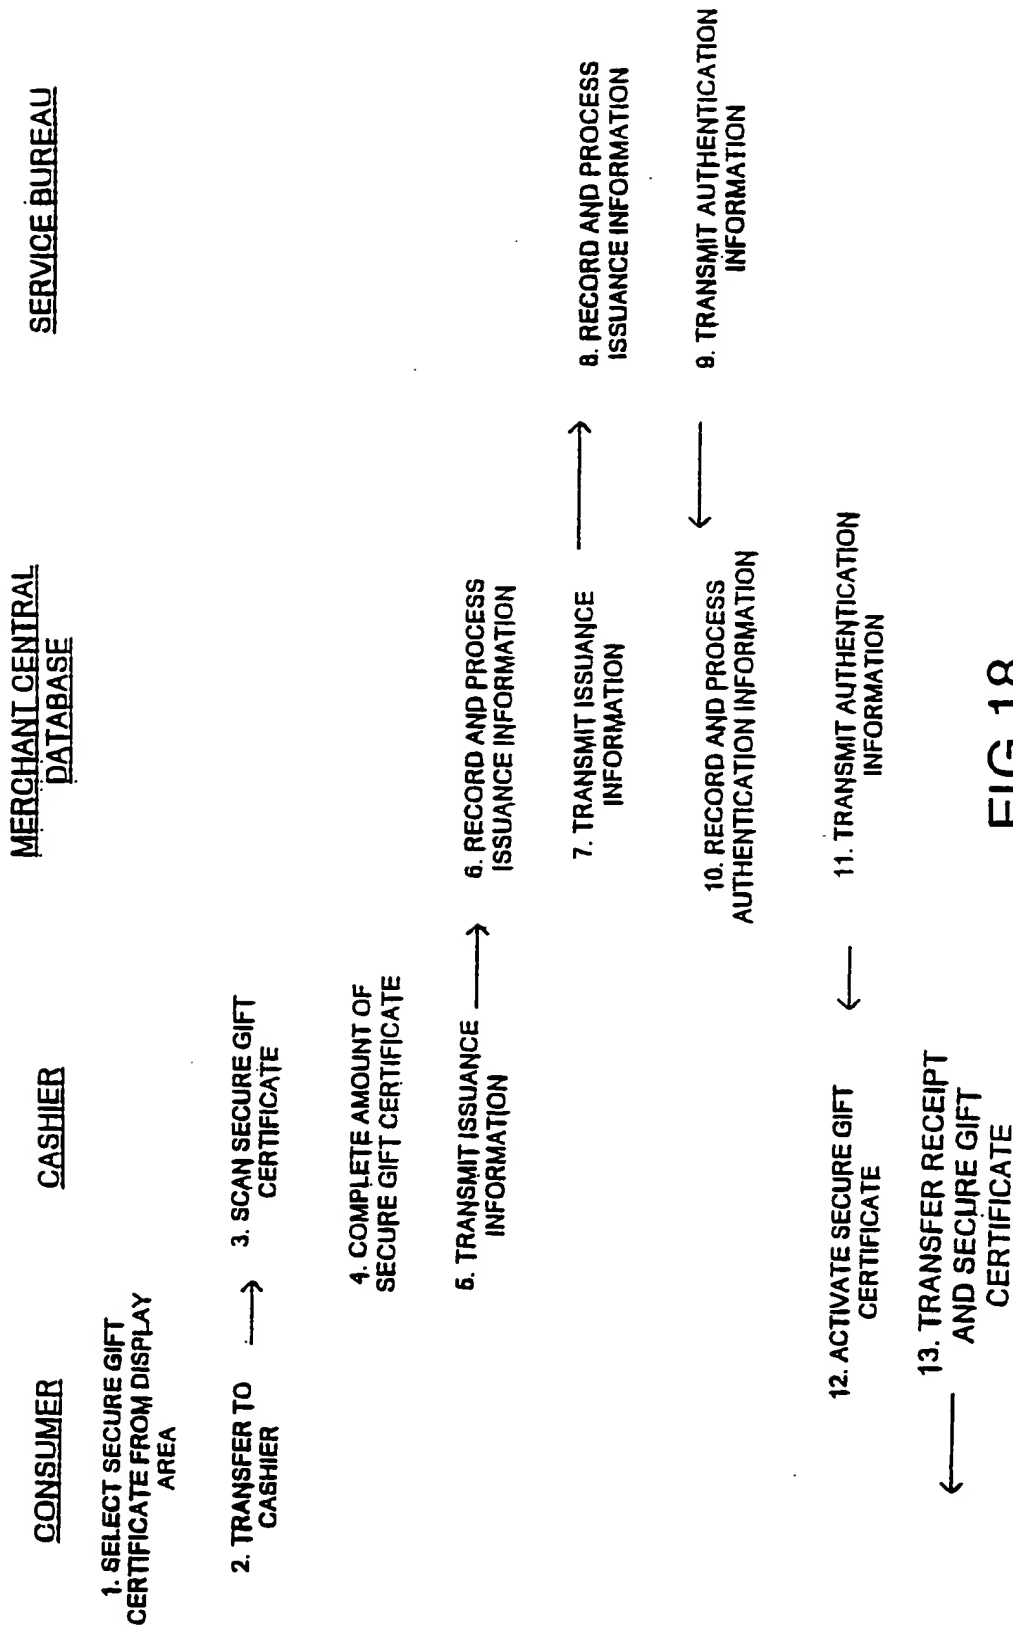 CONSUMER
CASHIER
MERCHANT CENTRAL
DATABASE
SERVICE BUREAU
1. SELECT SECURE GIFT
CERTIFICATE FROM DISPLAY
AREA
2. TRANSFER TO
CASHIER
3. SCAN SECURE GIFT
CERTIFICATE
4. COMPLETE AMOUNT OF
SECURE GIFT CERTIFICATE
5. TRANSMIT ISSUANCE
INFORMATION
6. RECORD AND PROCESS
ISSUANCE INFORMATION
7. TRANSMIT ISSUANCE
INFORMATION
8. RECORD AND PROCESS
ISSUANCE INFORMATION
9. TRANSMIT AUTHENTICATION
INFORMATION
10. RECORD AND PROCESS
AUTHENTICATION INFORMATION
11. TRANSMIT AUTHENTICATION
INFORMATION
12. ACTIVATE SECURE GIFT
CERTIFICATE
13. TRANSFER RECEIPT
AND SECURE GIFT
CERTIFICATE
FIG 18